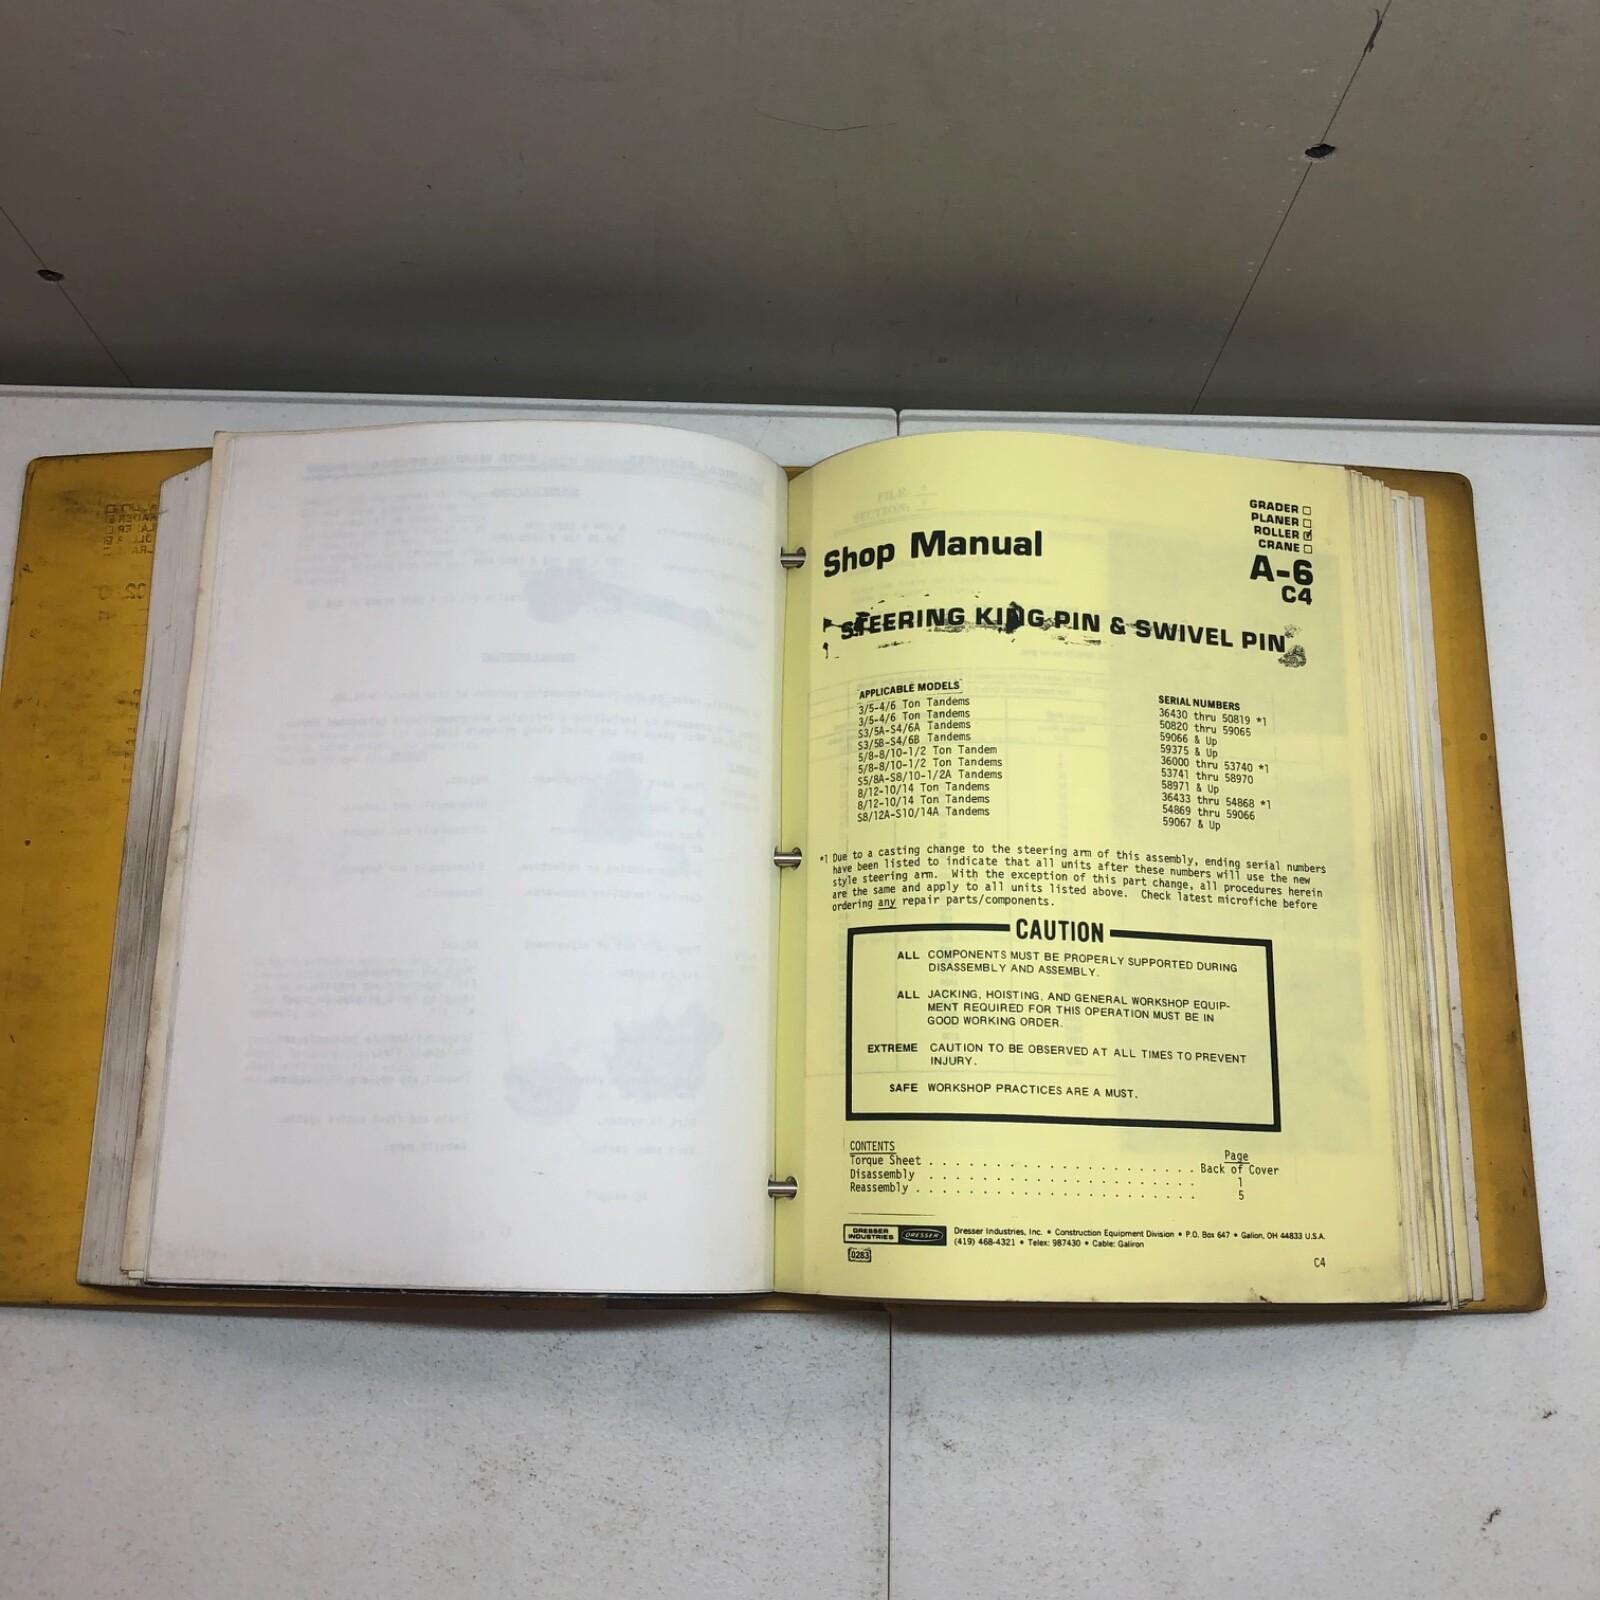 GRADER ☐
PLANER ☐
ROLLER ☑
CRANE ☐
Shop Manual
A-6
C4
STEERING KING PIN & SWIVEL PIN
APPLICABLE MODELS
SERIAL NUMBERS
3/5-4/6 Ton Tandems 36430 thru 50819 *1
3/5-4/6 Ton Tandems 50820 thru 59065
S3/5A-S4/6A Tandems 59066 & Up
S3/5B-S4/6B Tandems 59375 & Up
5/8-8/10-1/2 Ton Tandem 36000 thru 53740 *1
5/8-8/10-1/2 Ton Tandems 53741 thru 58970
S5/8A-S8/10-1/2A Tandems 58971 & Up
8/12-10/14 Ton Tandems 36433 thru 54868 *1
8/12-10/14 Ton Tandems 54869 thru 59066
S8/12A-S10/14A Tandems 59067 & Up
*1 Due to a casting change to the steering arm of this assembly, ending serial numbers
have been listed to indicate that all units after these numbers will use the new
style steering arm. With the exception of this part change, all procedures herein
are the same and apply to all units listed above. Check latest microfiche before
ordering any repair parts/components.
CAUTION
ALL COMPONENTS MUST BE PROPERLY SUPPORTED DURING
DISASSEMBLY AND ASSEMBLY.
ALL JACKING, HOISTING, AND GENERAL WORKSHOP EQUIP-
MENT REQUIRED FOR THIS OPERATION MUST BE IN
GOOD WORKING ORDER.
EXTREME CAUTION TO BE OBSERVED AT ALL TIMES TO PREVENT
INJURY.
SAFE WORKSHOP PRACTICES ARE A MUST.
CONTENTS Page
Torque Sheet . . . . . . . . . . . . . . . . . . . . Back of Cover
Disassembly . . . . . . . . . . . . . . . . . . . . . 1
Reassembly . . . . . . . . . . . . . . . . . . . . . 5
DRESSER
INDUSTRIES
DRESSER
Dresser Industries, Inc. • Construction Equipment Division • P.O. Box 647 • Galion, OH 44833 U.S.A.
(419) 468-4321 • Telex: 987430 • Cable: Galiron
0283
C4